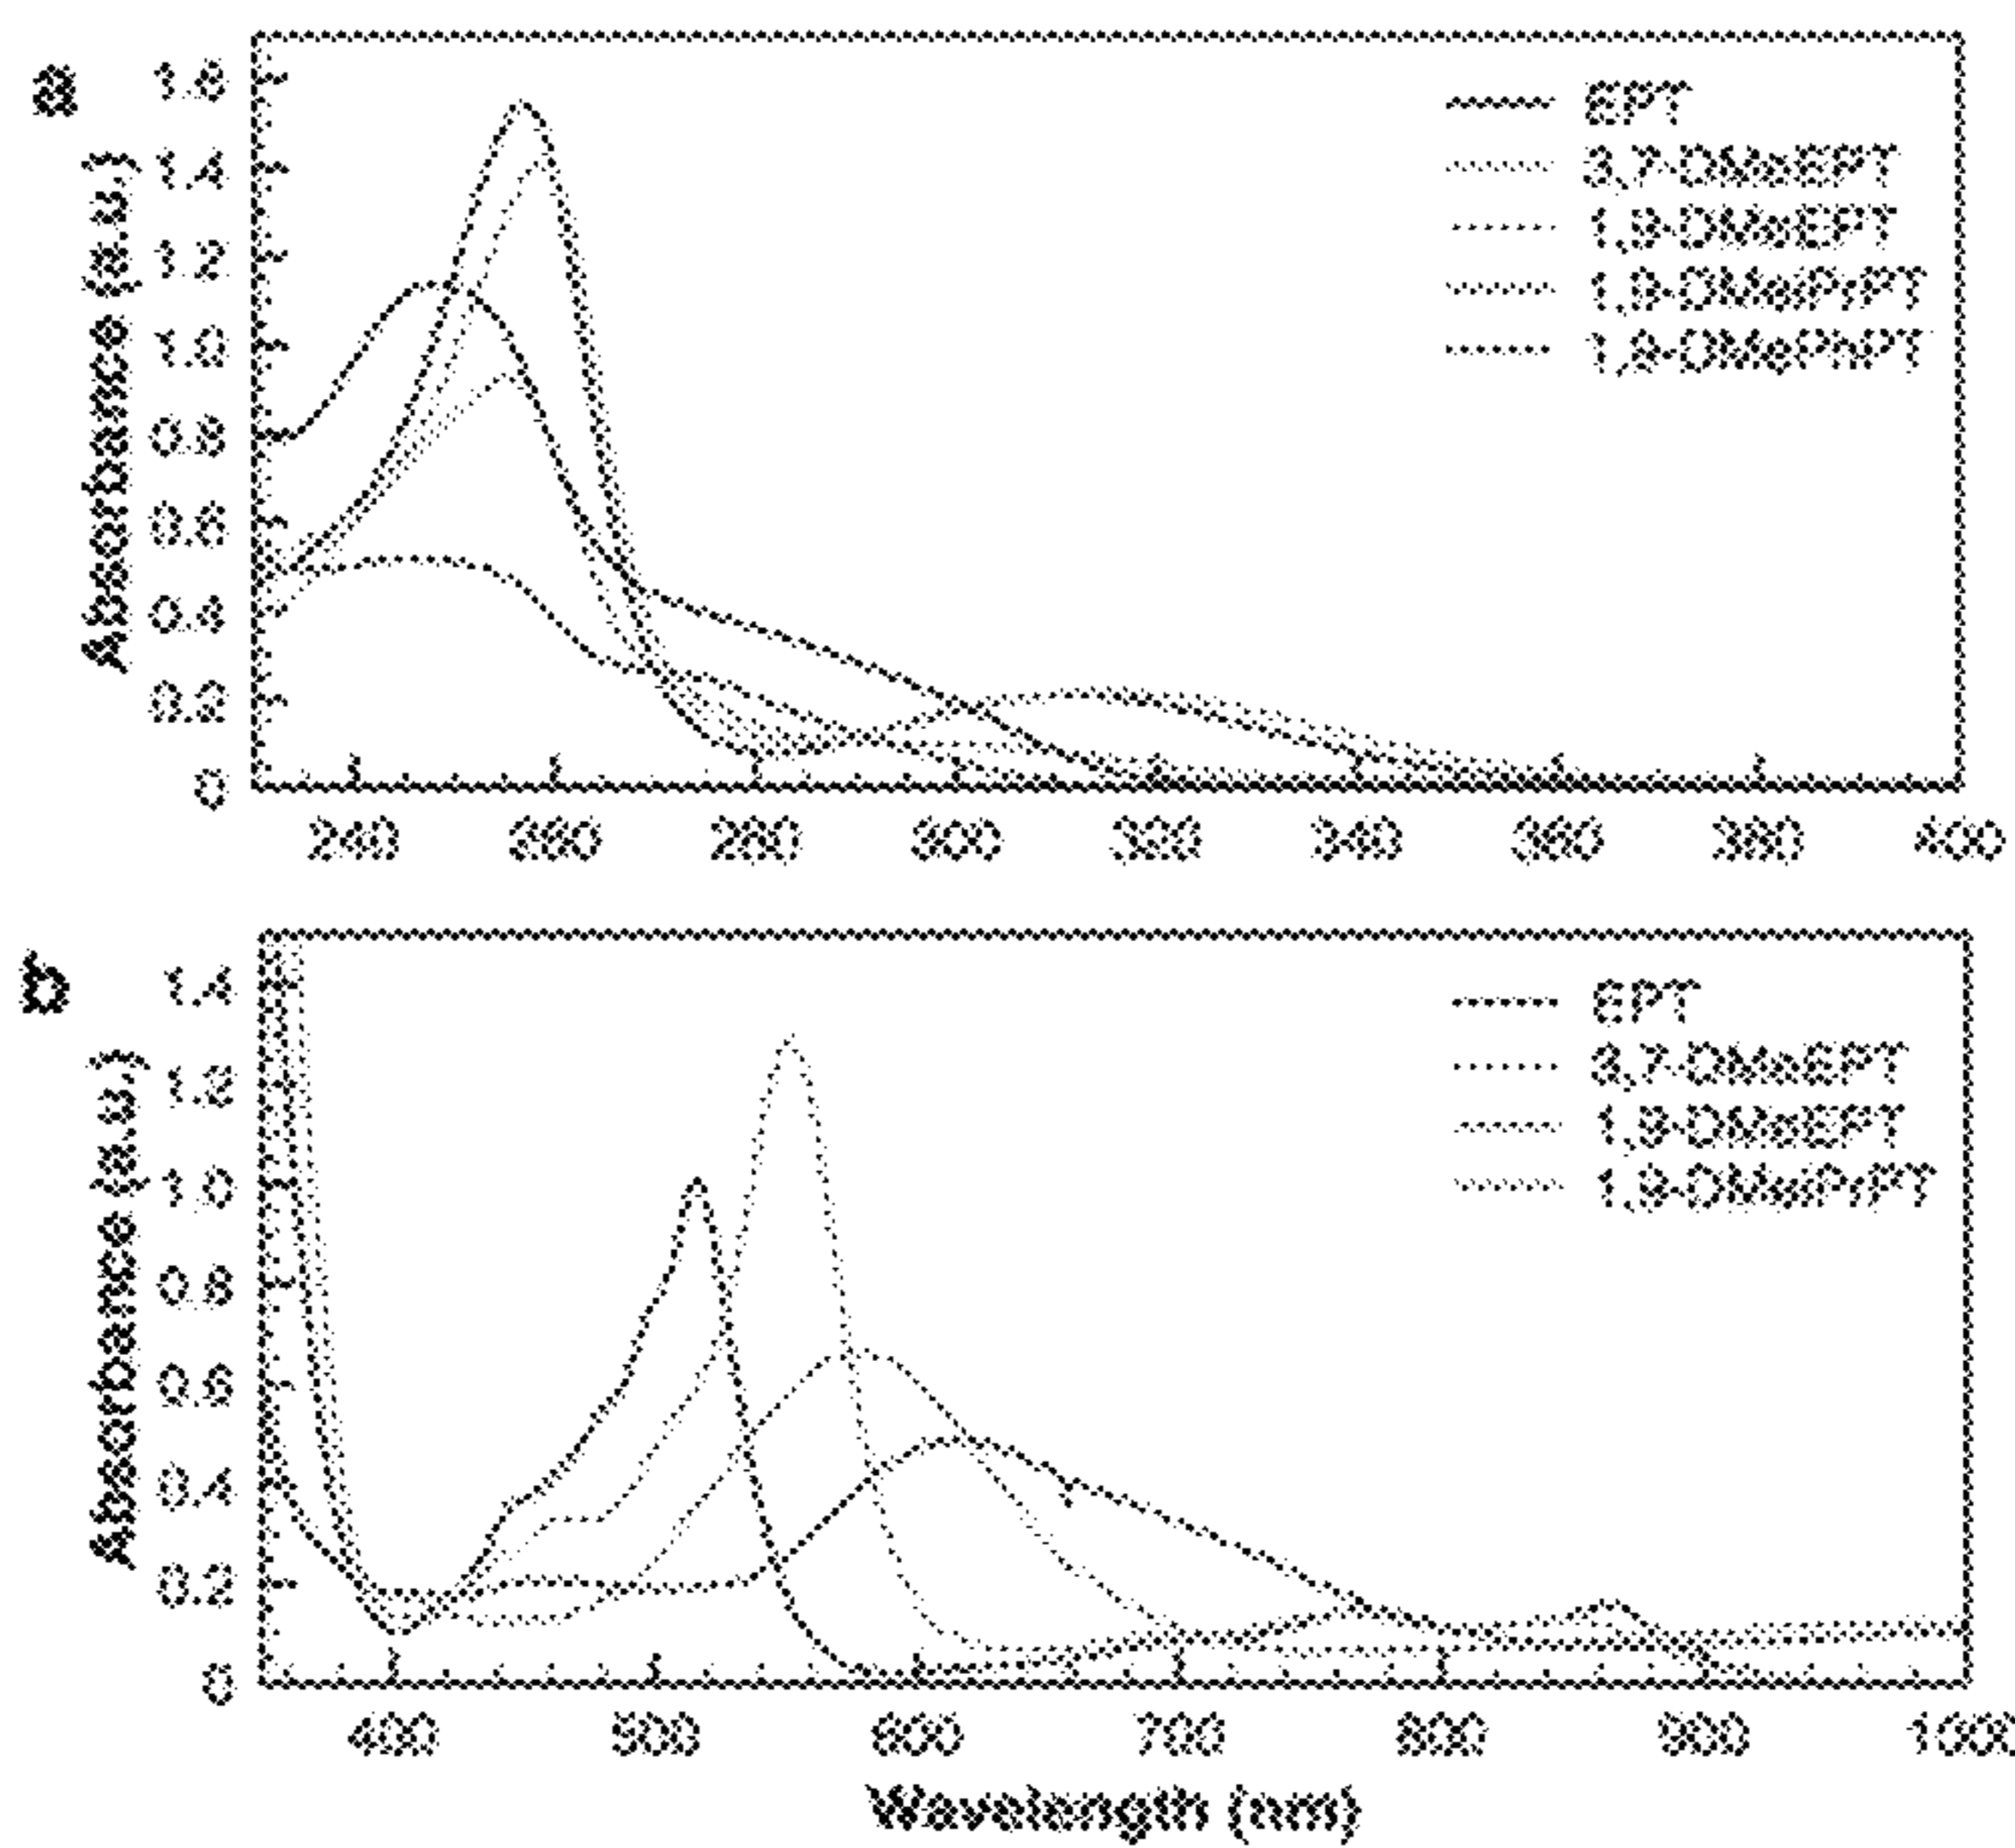 a
Absorbance (a.u.)
1.6
1.4
1.2
1.0
0.8
0.6
0.4
0.2
0
EPT
3,7-DMeEPT
1,9-DMeEPT
1,9-DMeiPrPT
1,9-DMePhPT
240 260 280 300 320 340 360 380 400
b
Absorbance (a.u.)
1.4
1.2
1.0
0.8
0.6
0.4
0.2
0
EPT
3,7-DMeEPT
1,9-DMeEPT
1,9-DMeiPrPT
400 500 600 700 800 900 1000
Wavelength (nm)